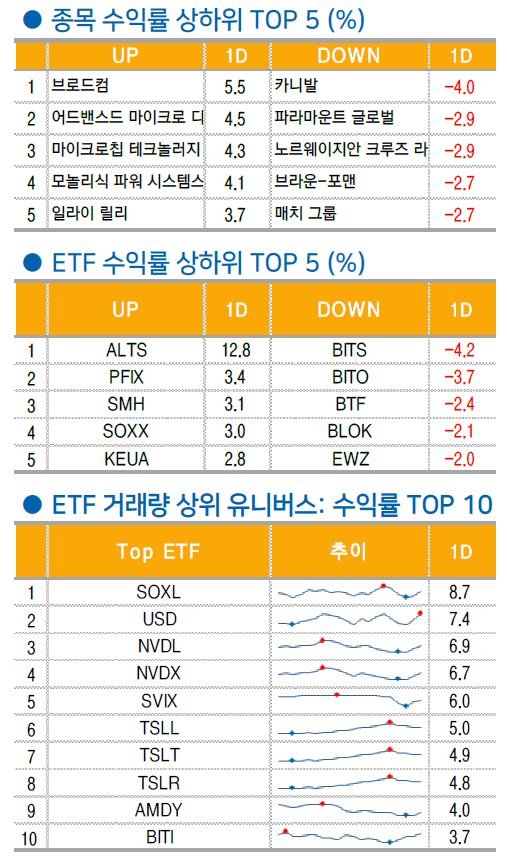 ● 종목 수익률 상하위 TOP 5 (%)
UP 1D DOWN 1D
1 브로드컴 5.5 카니발 -4.0
2 어드밴스드 마이크로 디 4.5 파라마운트 글로벌 -2.9
3 마이크로칩 테크놀러지 4.3 노르웨이지안 크루즈 라 -2.9
4 모놀리식 파워 시스템스 4.1 브라운-포맨 -2.7
5 일라이 릴리 3.7 매치 그룹 -2.7
● ETF 수익률 상하위 TOP 5 (%)
UP 1D DOWN 1D
1 ALTS 12.8 BITS -4.2
2 PFIX 3.4 BITO -3.7
3 SMH 3.1 BTF -2.4
4 SOXX 3.0 BLOK -2.1
5 KEUA 2.8 EWZ -2.0
● ETF 거래량 상위 유니버스: 수익률 TOP 10
Top ETF 추이 1D
1 SOXL 8.7
2 USD 7.4
3 NVDL 6.9
4 NVDX 6.7
5 SVIX 6.0
6 TSLL 5.0
7 TSLT 4.9
8 TSLR 4.8
9 AMDY 4.0
10 BITI 3.7